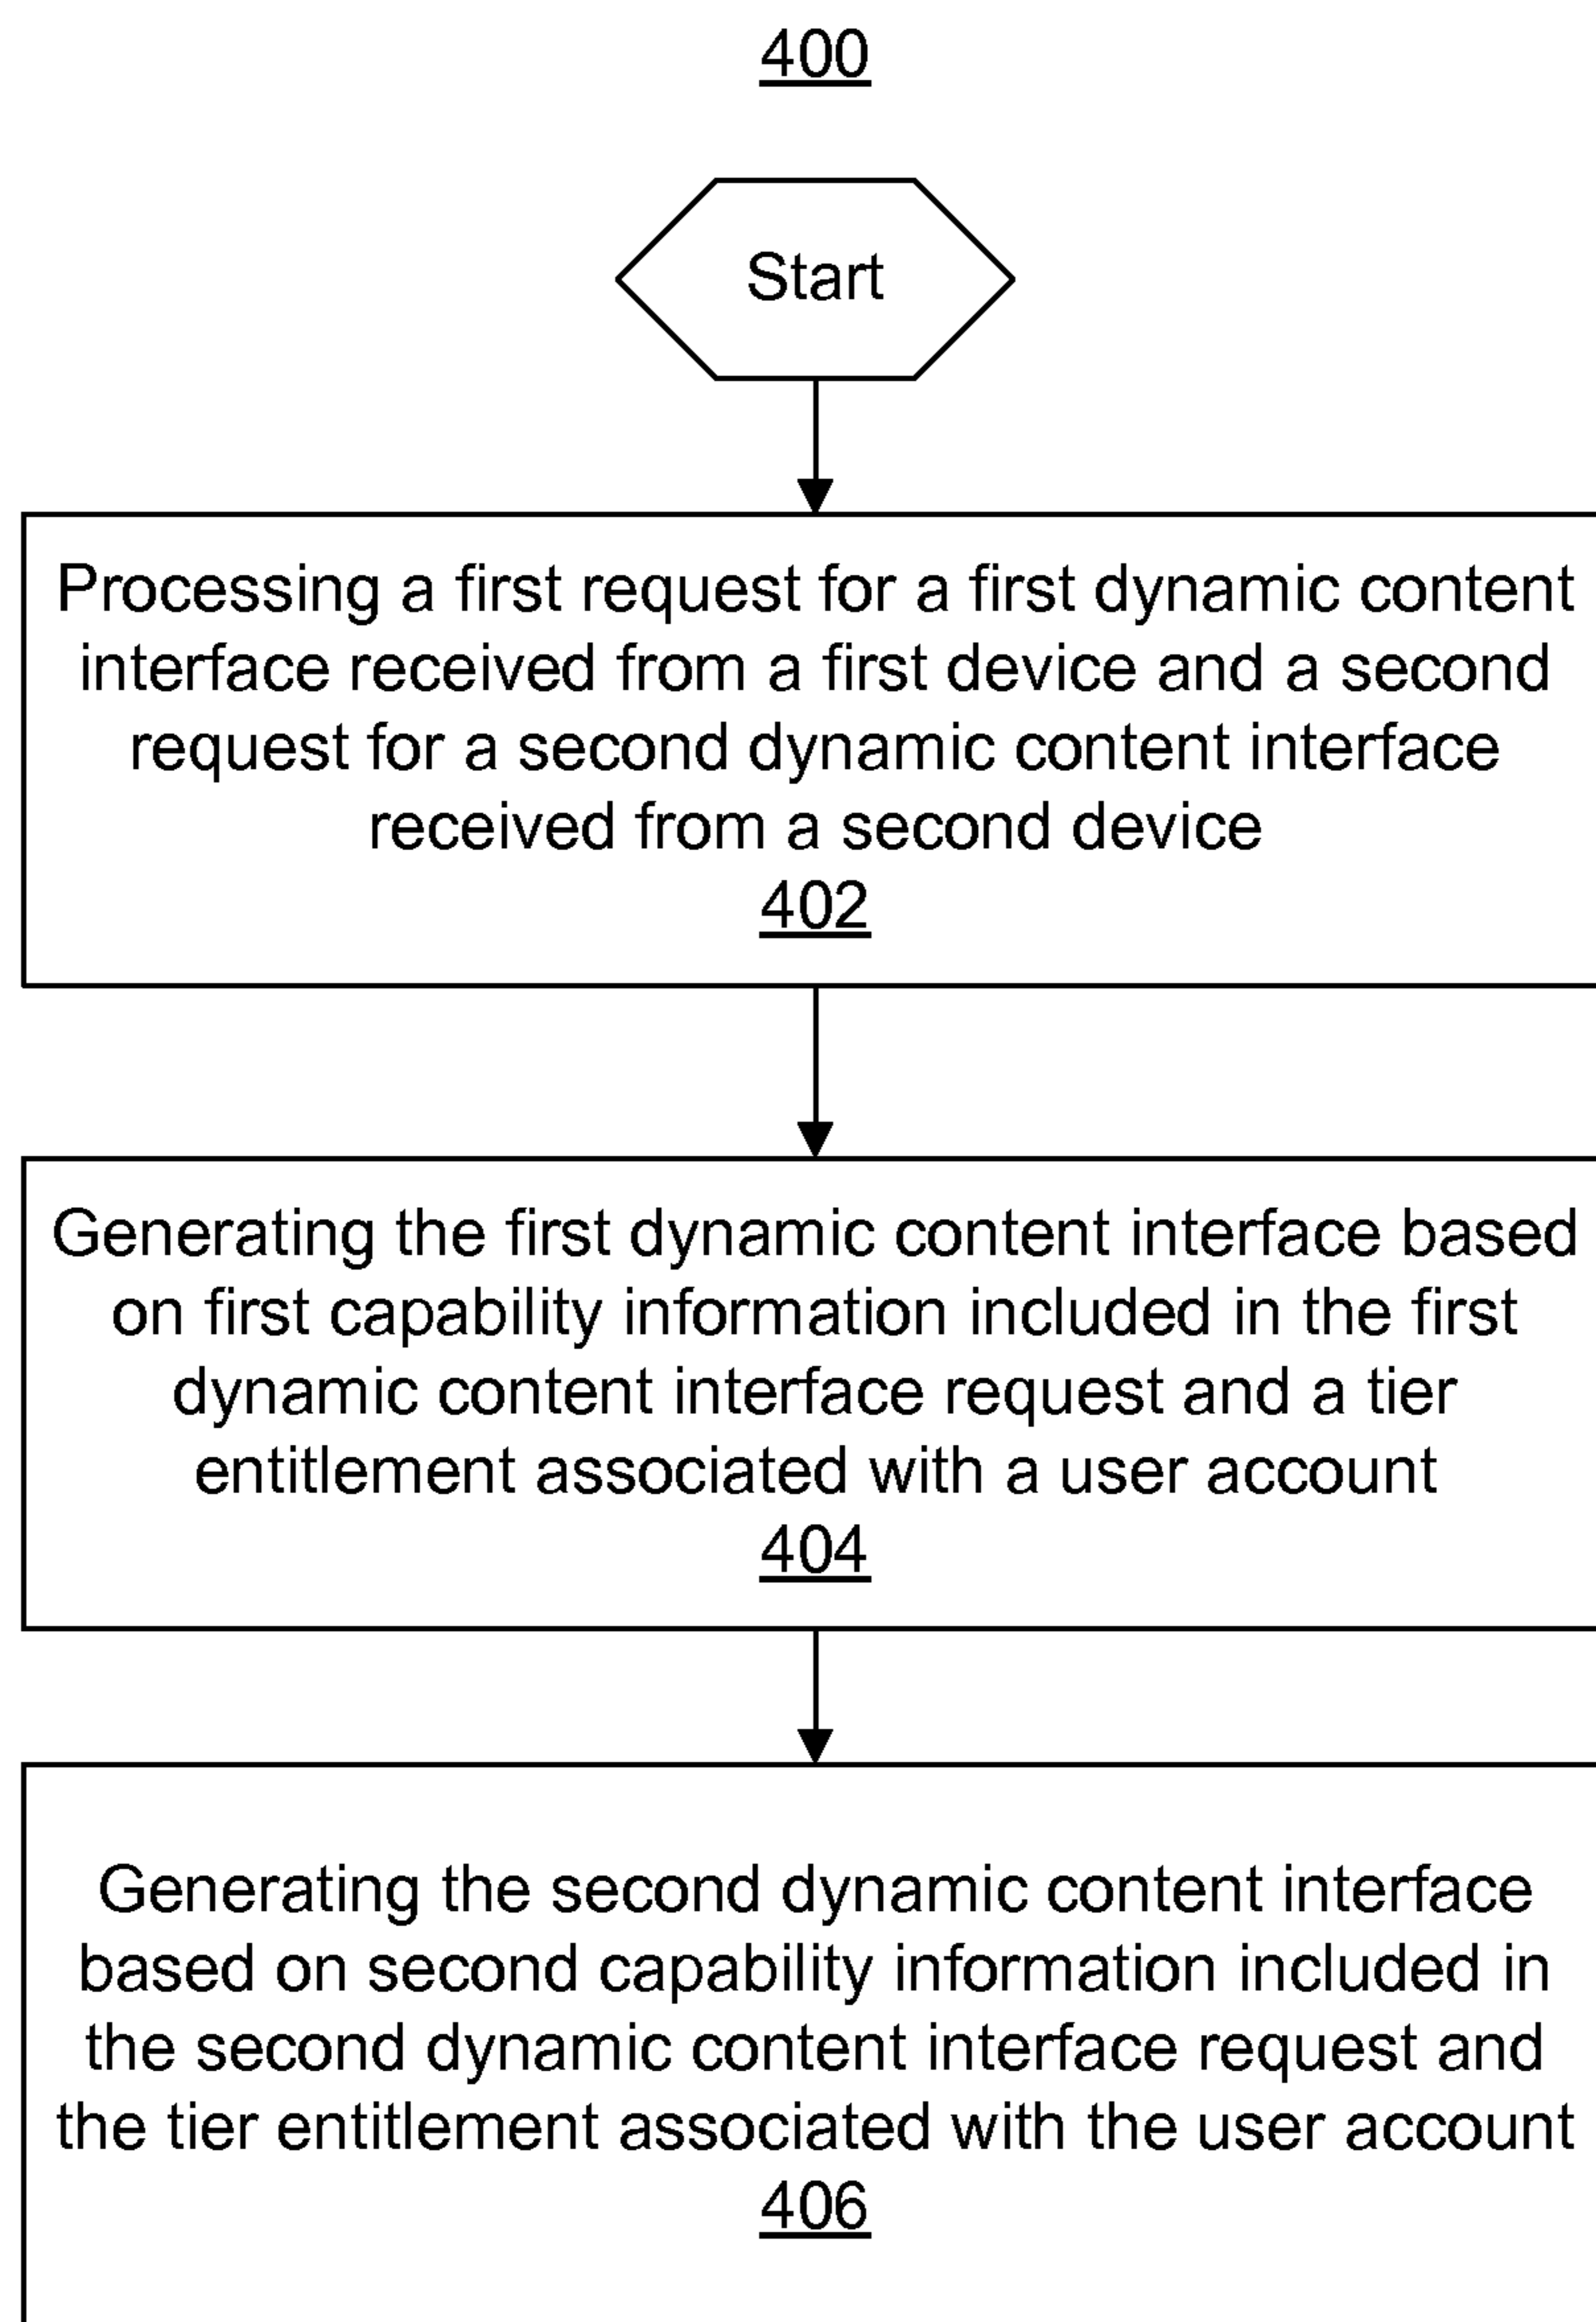 400
Start
Processing a first request for a first dynamic content
interface received from a first device and a second
request for a second dynamic content interface
received from a second device
402
Generating the first dynamic content interface based
on first capability information included in the first
dynamic content interface request and a tier
entitlement associated with a user account
404
Generating the second dynamic content interface
based on second capability information included in
the second dynamic content interface request and
the tier entitlement associated with the user account
406